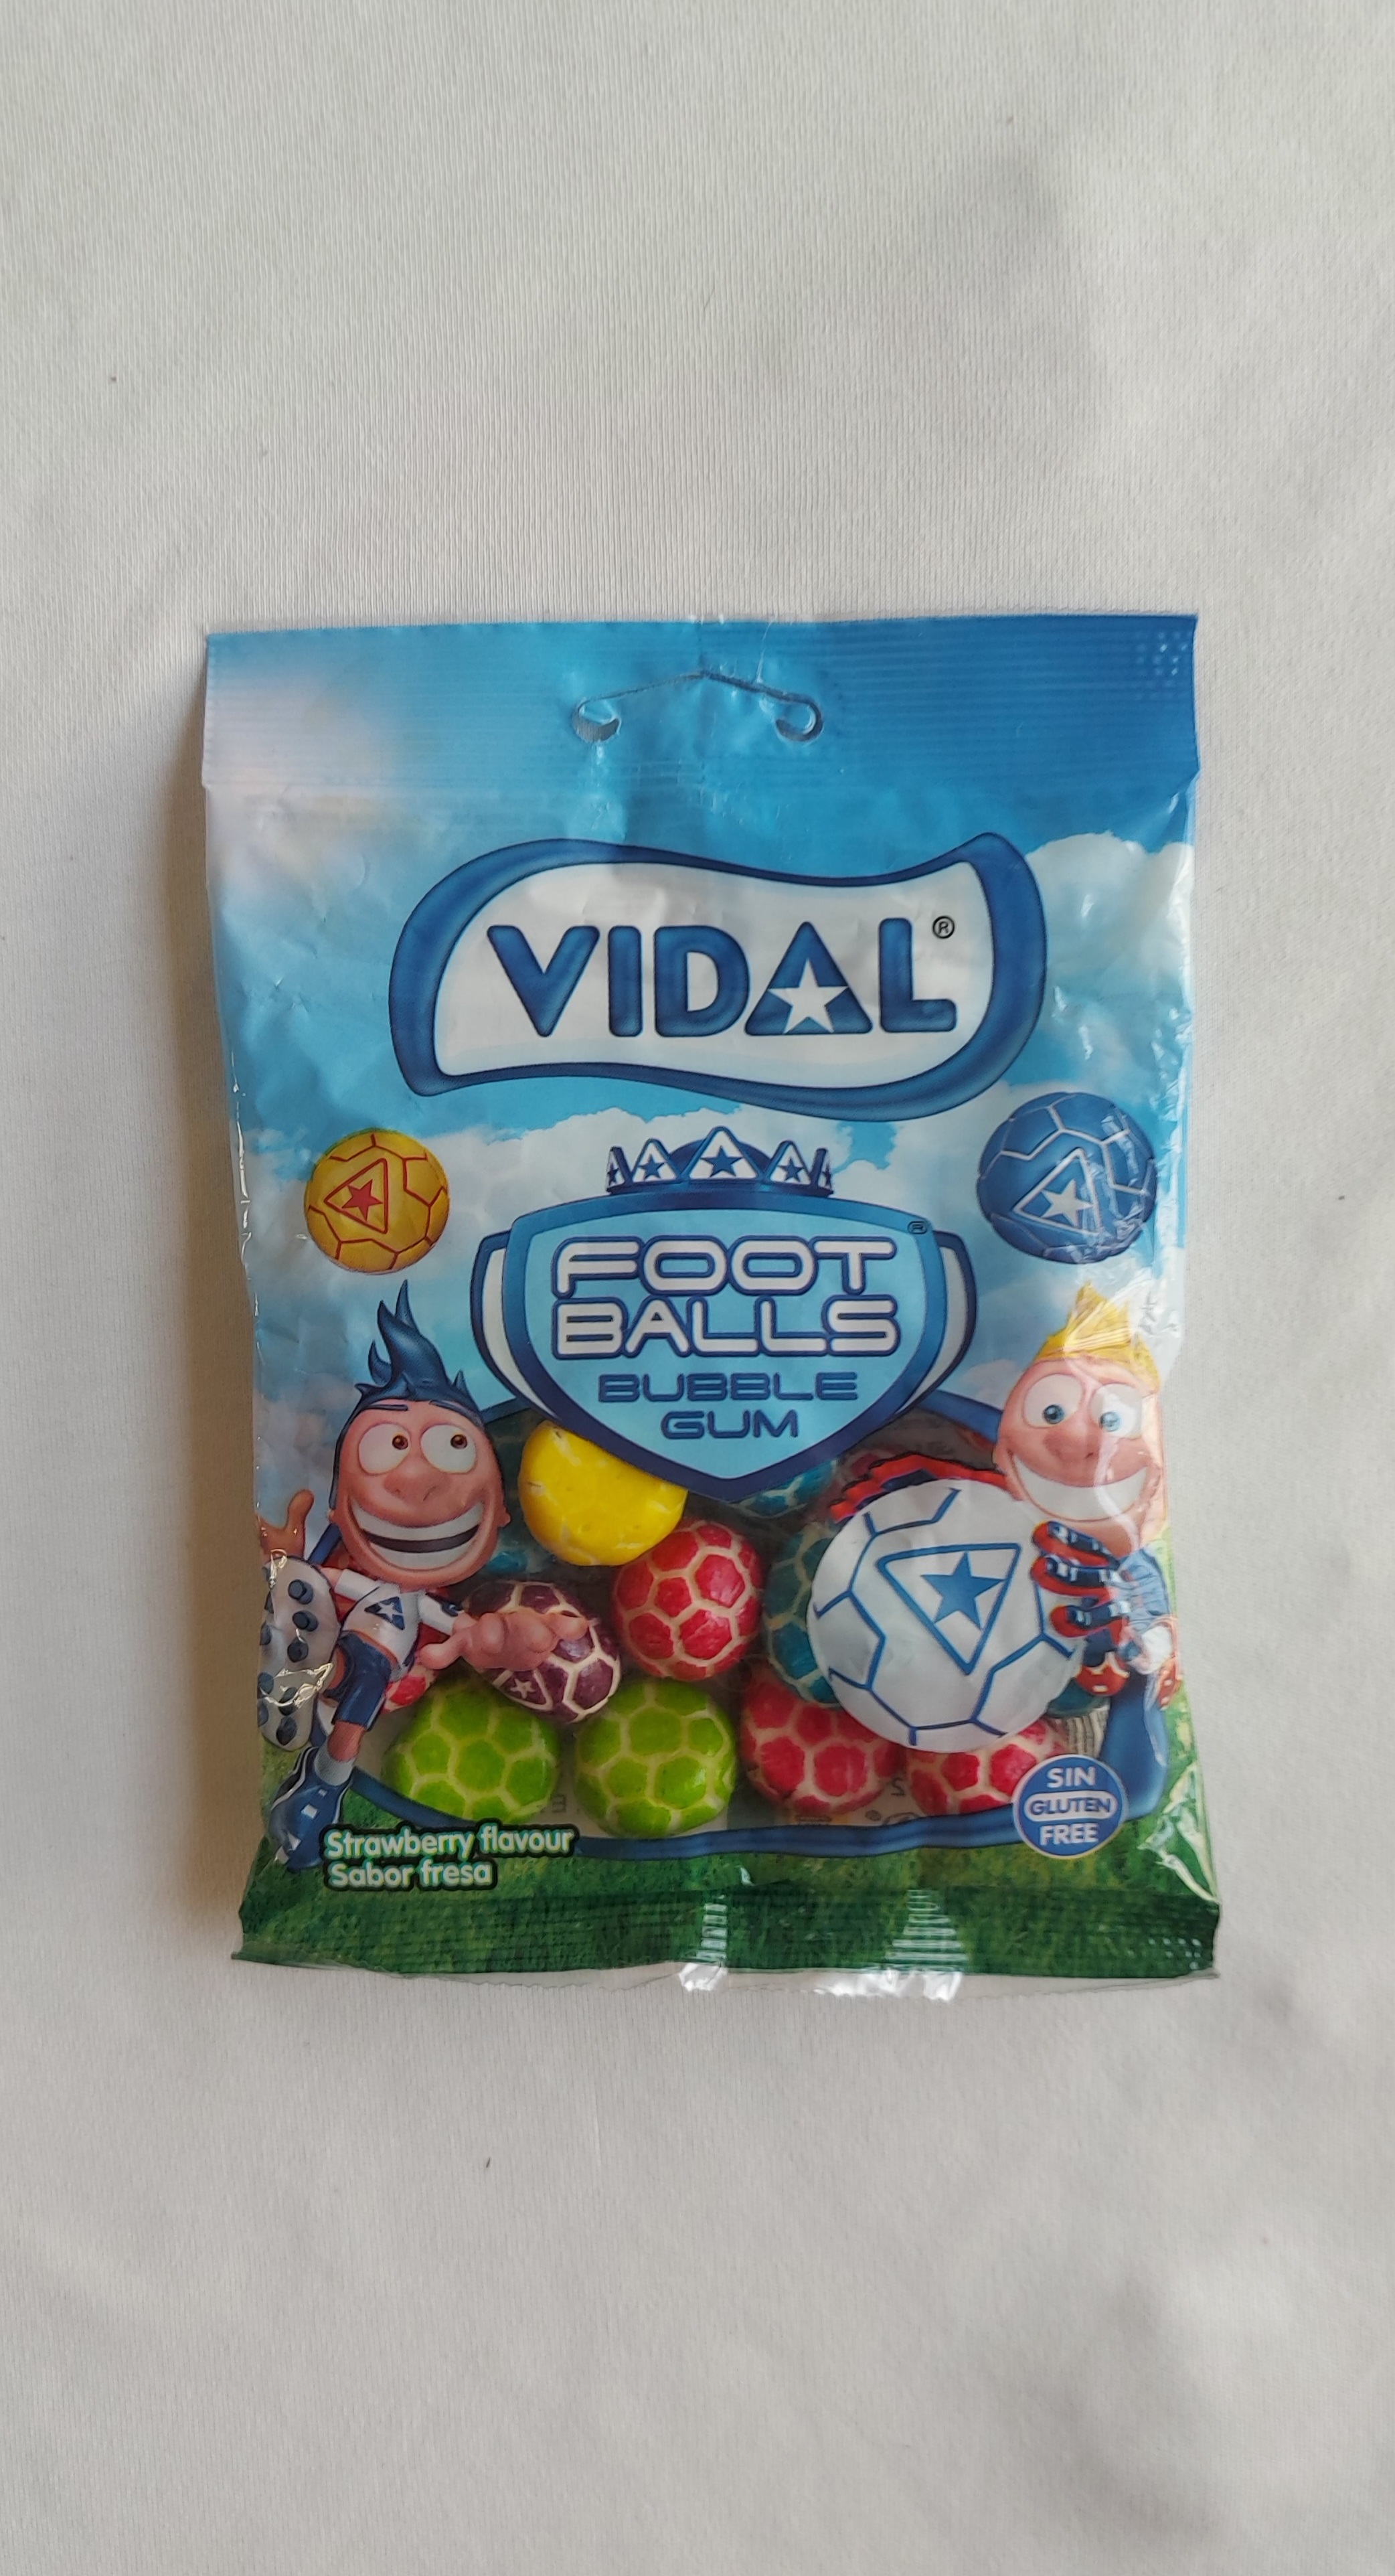 VIDAL®
FOOT
BALLS®
BUBBLE
GUM
Strawberry flavour
Sabor fresa
SIN
GLUTEN
FREE